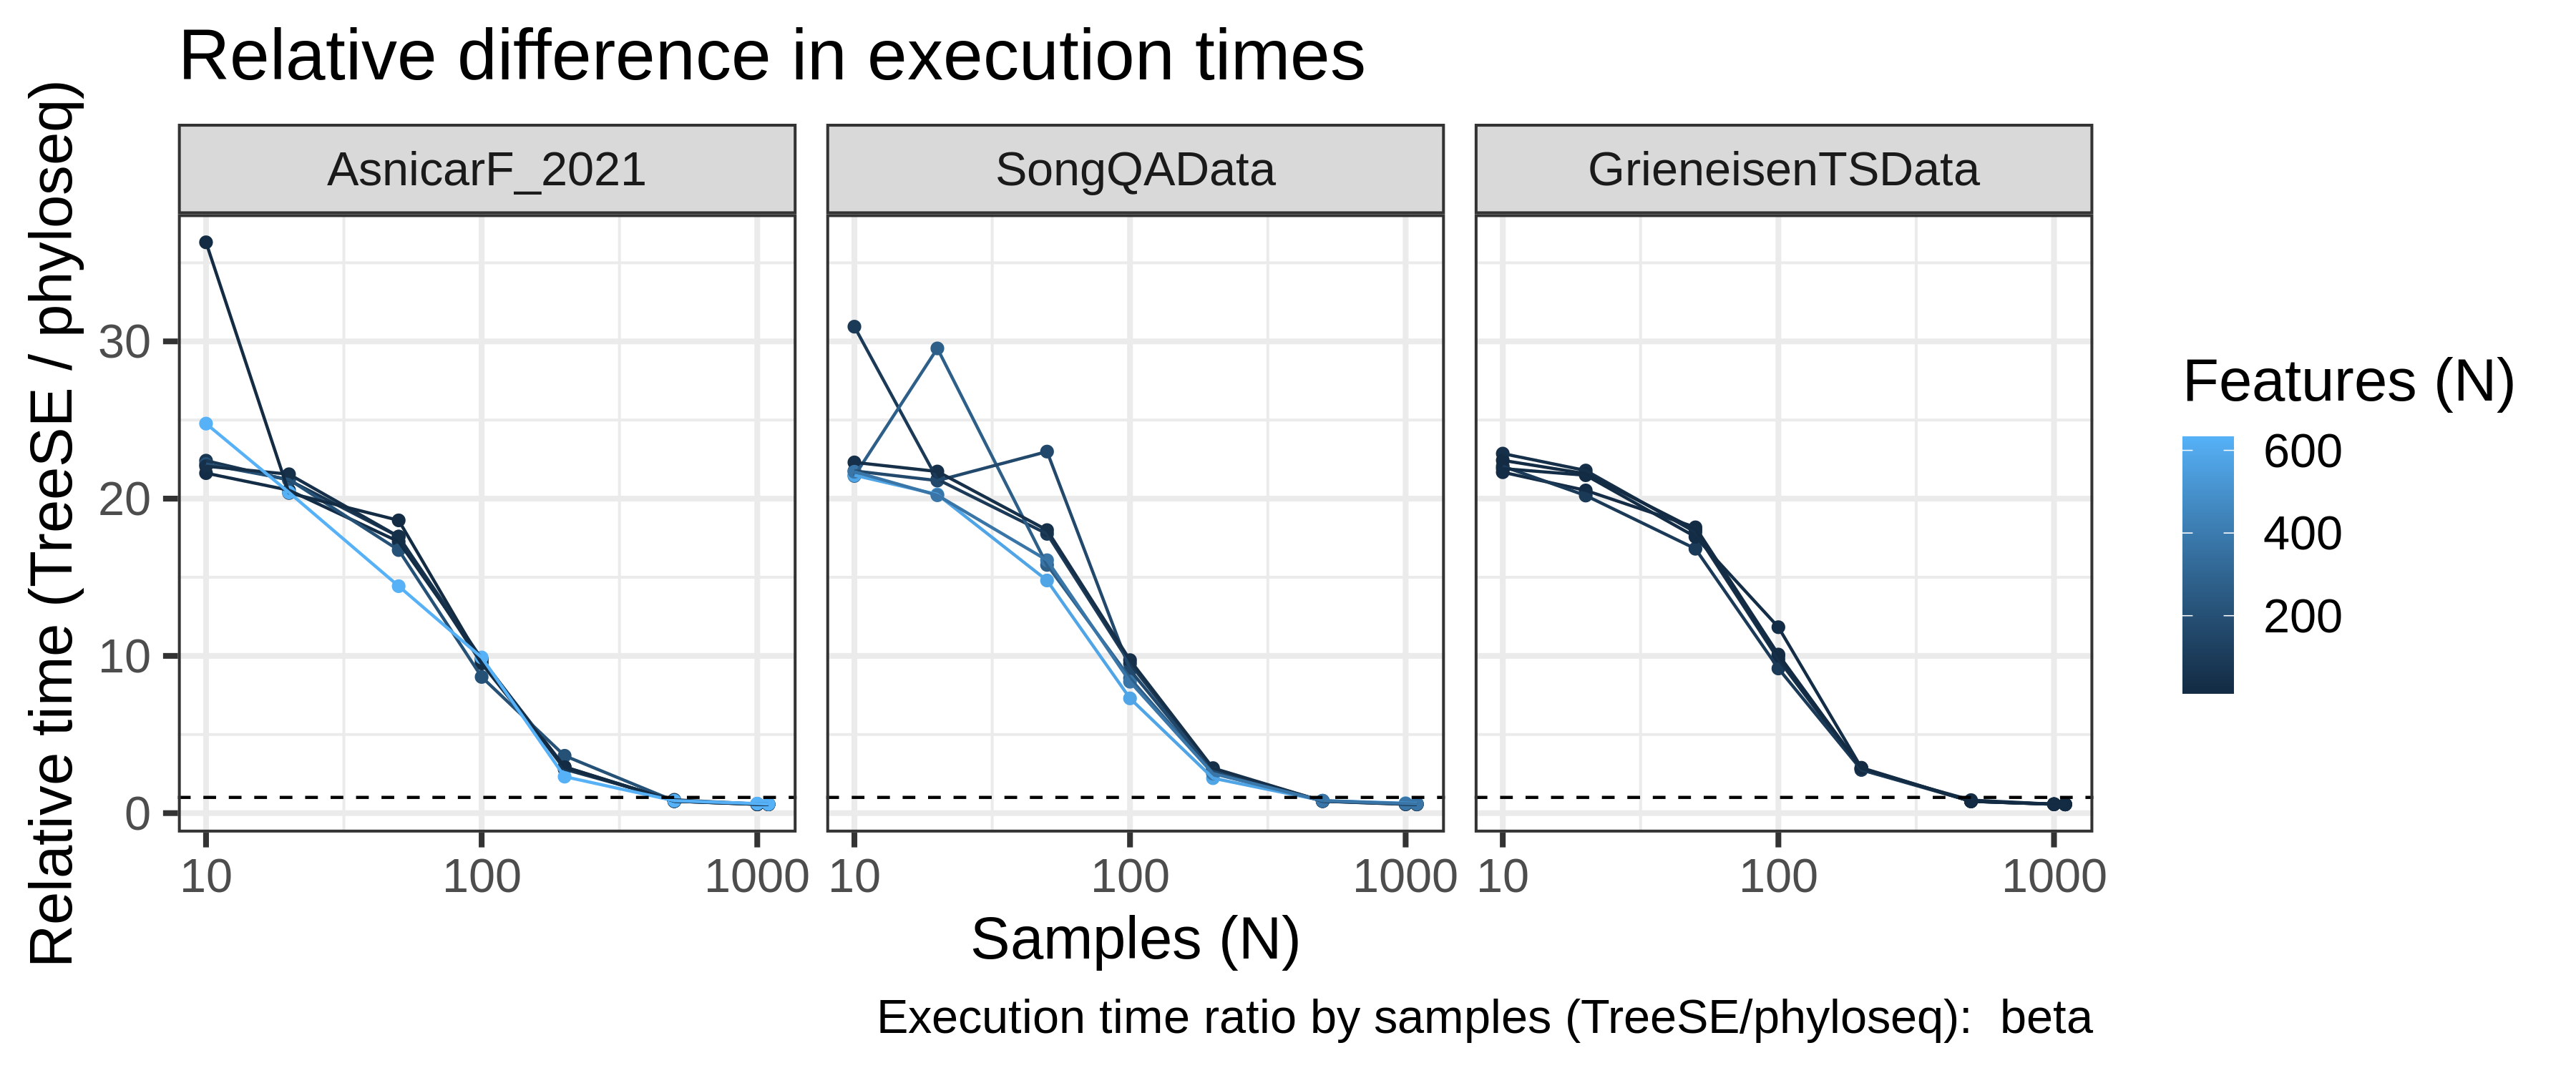 Relative difference in execution times
AsnicarF_2021
SongQAData
GrieneisenTSData
Relative time (TreeSE / phyloseq)
30
20
10
0
10
100
1000
10
100
1000
10
100
1000
Samples (N)
Features (N)
600
400
200
Execution time ratio by samples (TreeSE/phyloseq):  beta